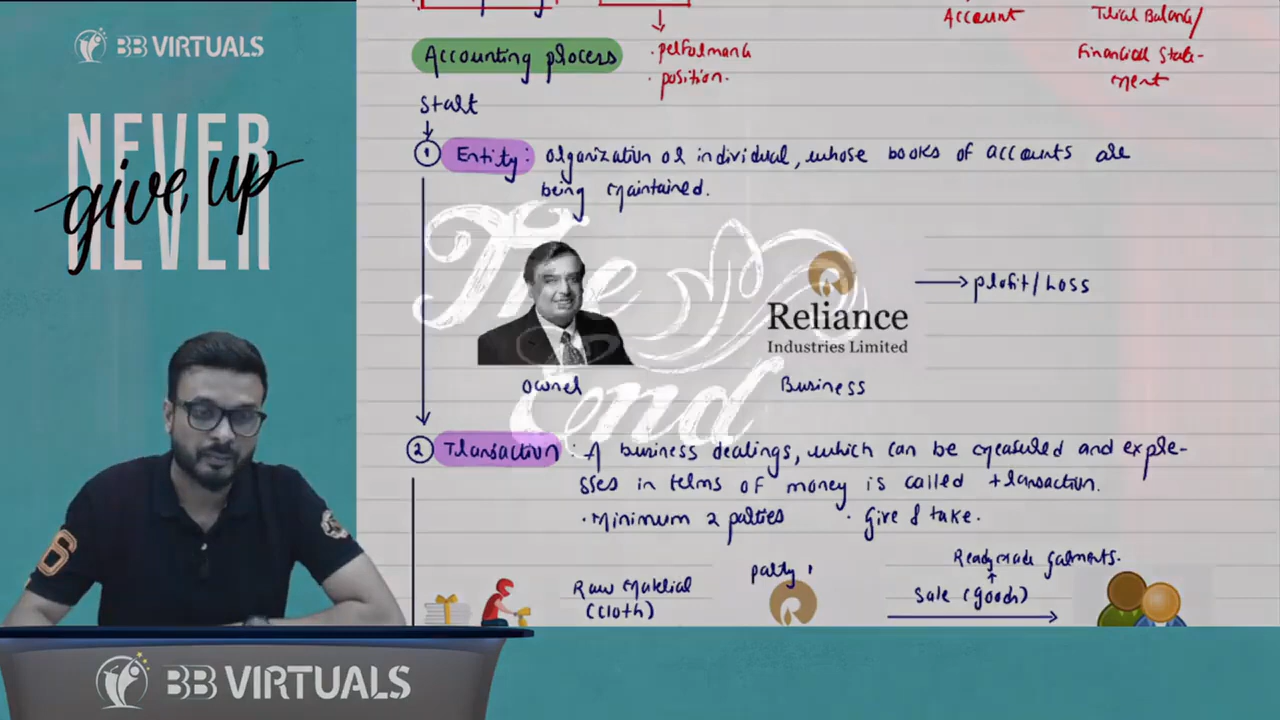 BB VIRTUALS
NEVER
give up
NEVER
Account
Trial Balance/
Financial State-
ment
Accounting process
· performance
· position.
Start
1 Entity: organization or individual, whose books of accounts are
being maintained.
The
End
Reliance
Industries Limited
→ profit/Loss
owner
Business
2 Transaction : A business dealings, which can be measured and expre-
sses in terms of money is called transaction.
· Minimum 2 parties · Give & take.
Readymade garments.
Raw material
(cloth)
party 1
Sale (goods)
6
BB VIRTUALS